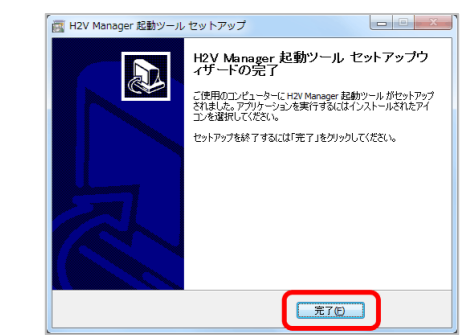 H2V Manager 起動ツール セットアップ
H2V Manager 起動ツール セットアップウ
ィザードの完了
ご使用のコンピューターに H2V Manager 起動ツール がセットアップ
されました。アプリケーションを実行するにはインストールされたアイ
コンを選択してください。
セットアップを終了するには「完了」をクリックしてください。
完了(F)